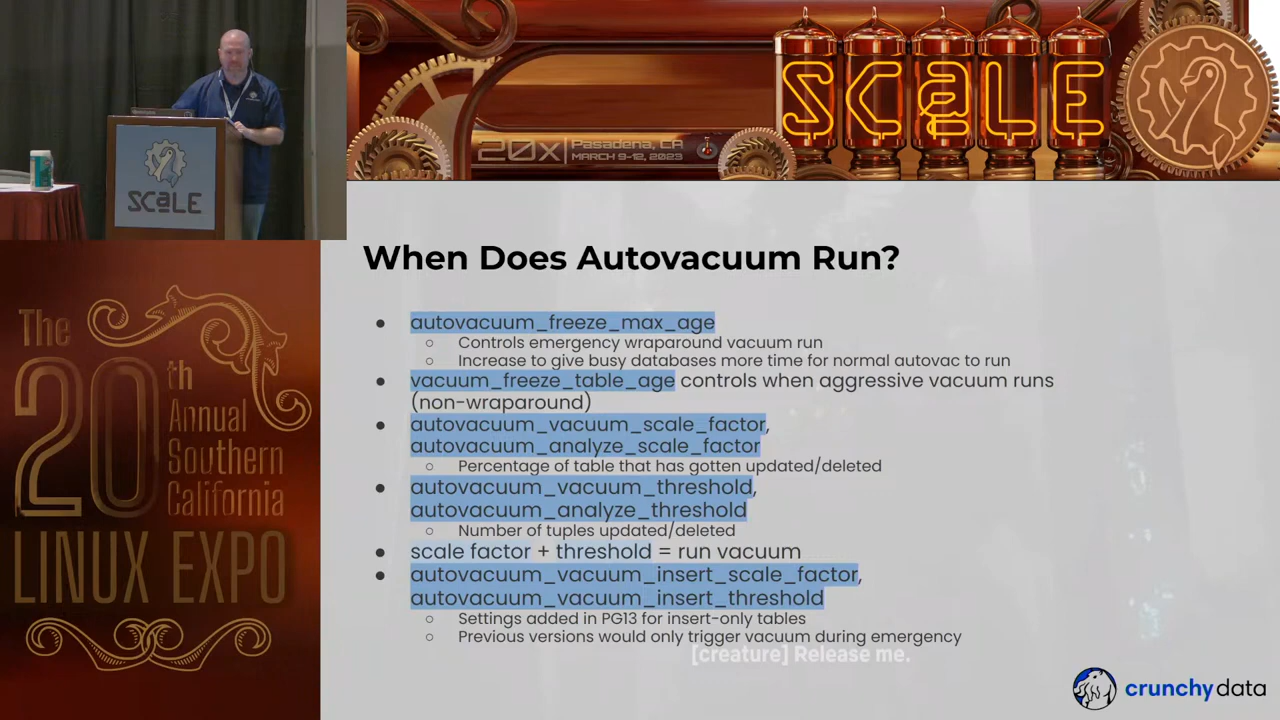 SCaLE
20x
Pasadena, CA
MARCH 9-12, 2023
SCaLE
The
20th
Annual
Southern
California
LINUX EXPO
When Does Autovacuum Run?
● autovacuum_freeze_max_age
○ Controls emergency wraparound vacuum run
○ Increase to give busy databases more time for normal autovac to run
● vacuum_freeze_table_age controls when aggressive vacuum runs
(non-wraparound)
● autovacuum_vacuum_scale_factor,
autovacuum_analyze_scale_factor
○ Percentage of table that has gotten updated/deleted
● autovacuum_vacuum_threshold,
autovacuum_analyze_threshold
○ Number of tuples updated/deleted
● scale factor + threshold = run vacuum
● autovacuum_vacuum_insert_scale_factor,
autovacuum_vacuum_insert_threshold
○ Settings added in PG13 for insert-only tables
○ Previous versions would only trigger vacuum during emergency
[creature] Release me.
crunchydata